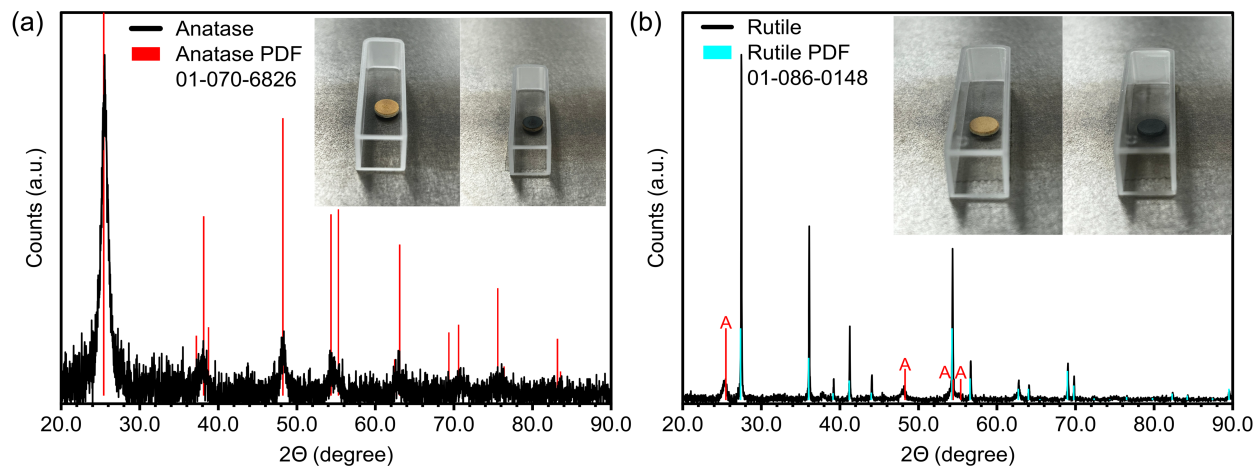 (a)
Anatase
Anatase PDF
01-070-6826
Counts (a.u.)
20.0 30.0 40.0 50.0 60.0 70.0 80.0 90.0
2Θ (degree)
(b)
Rutile
Rutile PDF
01-086-0148
A
A
A A
Counts (a.u.)
20.0 30.0 40.0 50.0 60.0 70.0 80.0 90.0
2Θ (degree)